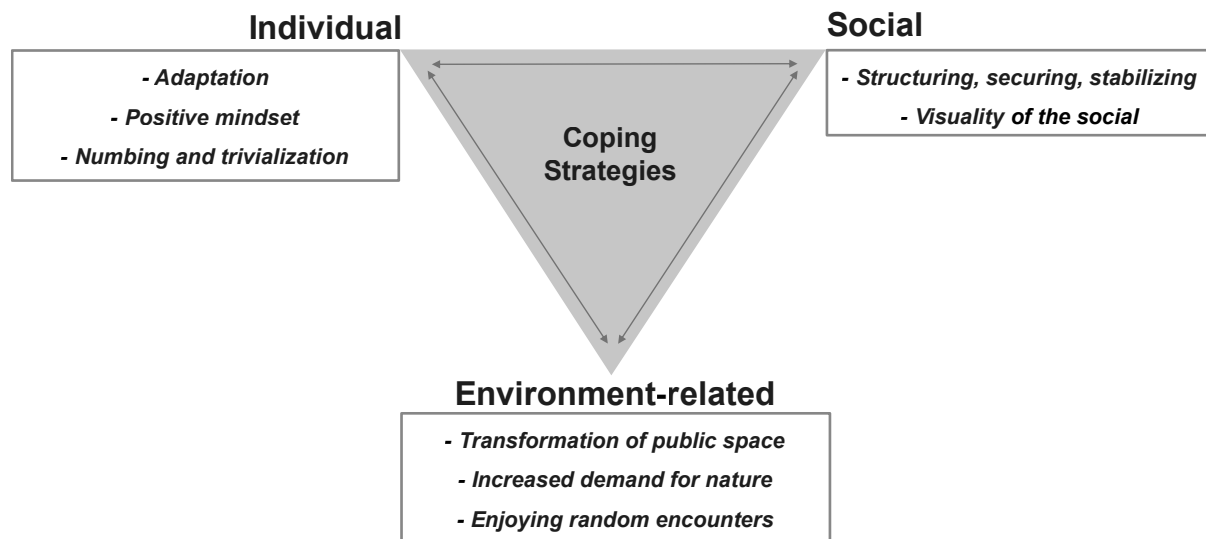 Individual
- Adaptation
- Positive mindset
- Numbing and trivialization
Social
- Structuring, securing, stabilizing
- Visuality of the social
Coping
Strategies
Environment-related
- Transformation of public space
- Increased demand for nature
- Enjoying random encounters